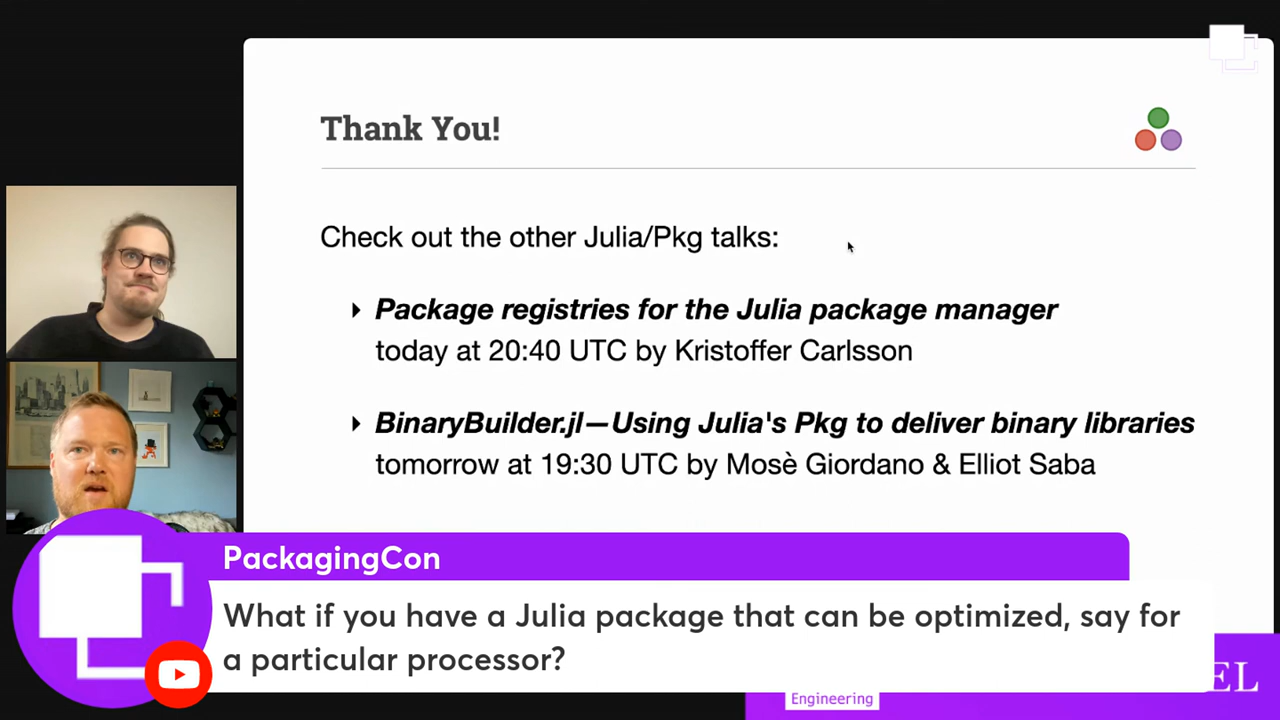 Thank You!
Check out the other Julia/Pkg talks:
Package registries for the Julia package manager
today at 20:40 UTC by Kristoffer Carlsson
BinaryBuilder.jl—Using Julia's Pkg to deliver binary libraries
tomorrow at 19:30 UTC by Mosè Giordano & Elliot Saba
PackagingCon
What if you have a Julia package that can be optimized, say for
a particular processor?
EL
Engineering